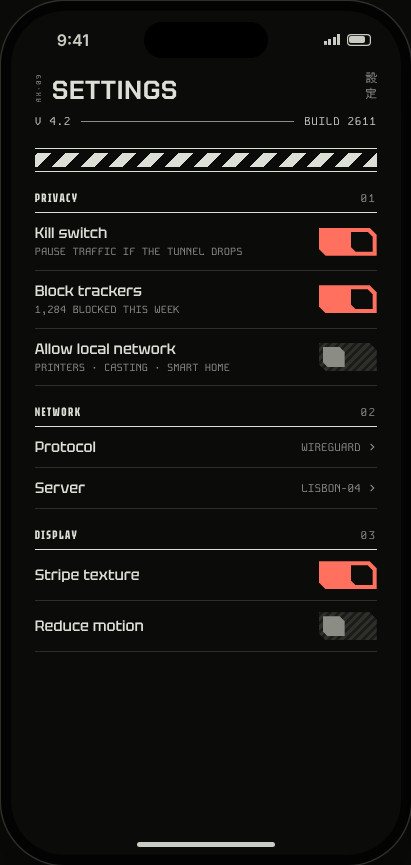 9:41
RK-09
SETTINGS
設定
V 4.2
BUILD 2611
PRIVACY
01
Kill switch
PAUSE TRAFFIC IF THE TUNNEL DROPS
Block trackers
1,284 BLOCKED THIS WEEK
Allow local network
PRINTERS · CASTING · SMART HOME
NETWORK
02
Protocol
WIREGUARD >
Server
LISBON-04 >
DISPLAY
03
Stripe texture
Reduce motion